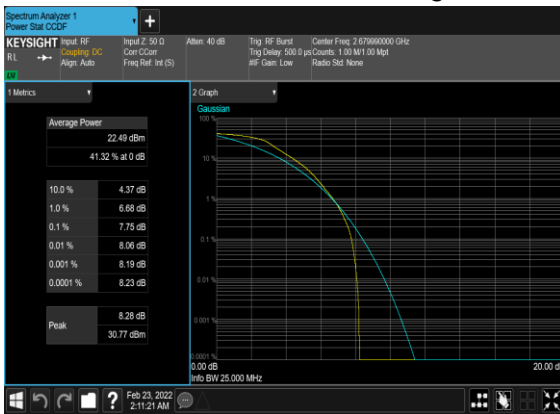 Spectrum Analyzer 1
Power Stat CCDF
KEYSIGHT
RL
LV
Input: RF
Coupling: DC
Align: Auto
Input Z: 50 Ω
Corr CCorr
Freq Ref: Int (S)
Atten: 40 dB
Trig: RF Burst
Trig Delay: 500.0 µs
#IF Gain: Low
Center Freq: 2.679990000 GHz
Counts: 1.00 M/1.00 Mpt
Radio Std: None
1 Metrics
Average Power
22.49 dBm
41.32 % at 0 dB
10.0 % 4.37 dB
1.0 % 6.68 dB
0.1 % 7.75 dB
0.01 % 8.06 dB
0.001 % 8.19 dB
0.0001 % 8.23 dB
Peak
8.28 dB
30.77 dBm
2 Graph
Gaussian
100 %
10 %
1 %
0.1 %
0.01 %
0.001 %
0.0001 %
0.00 dB
20.00 d
Info BW 25.000 MHz
?
Feb 23, 2022
2:11:21 AM